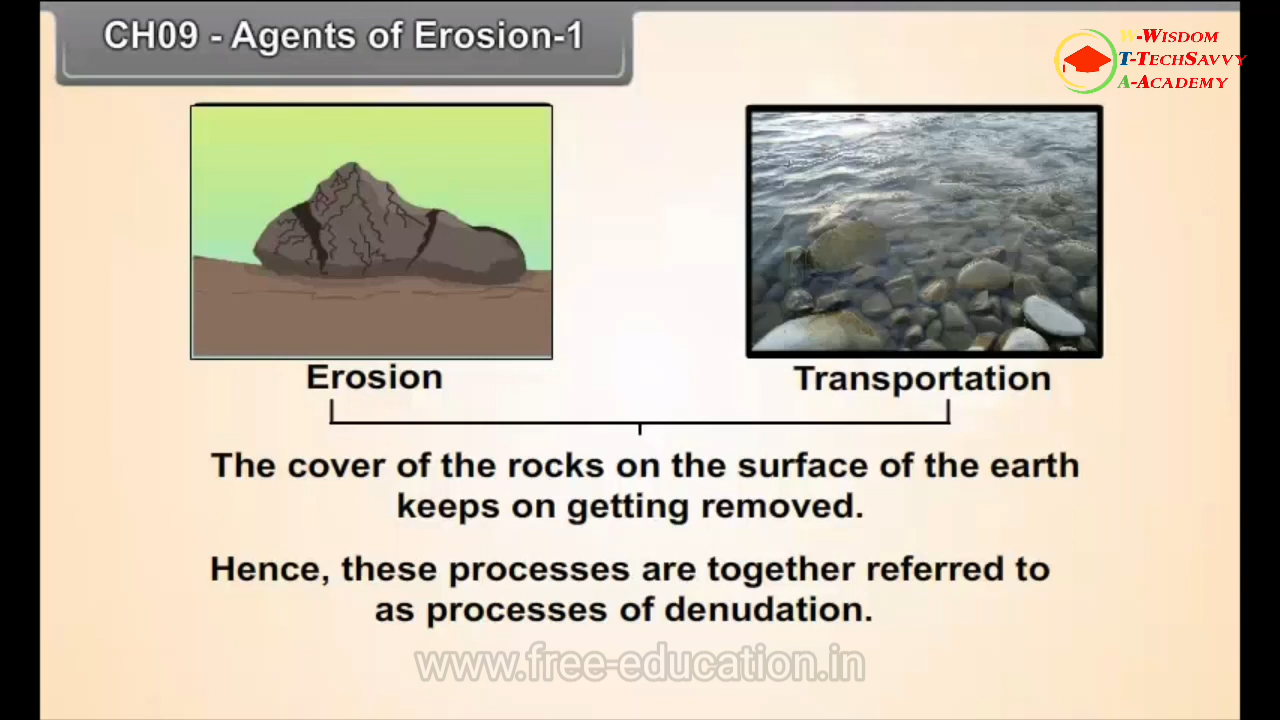 CH09 - Agents of Erosion-1
W-WISDOM
T-TECHSAVVY
A-ACADEMY
Erosion
Transportation
The cover of the rocks on the surface of the earth
keeps on getting removed.
Hence, these processes are together referred to
as processes of denudation.
www.free-education.in